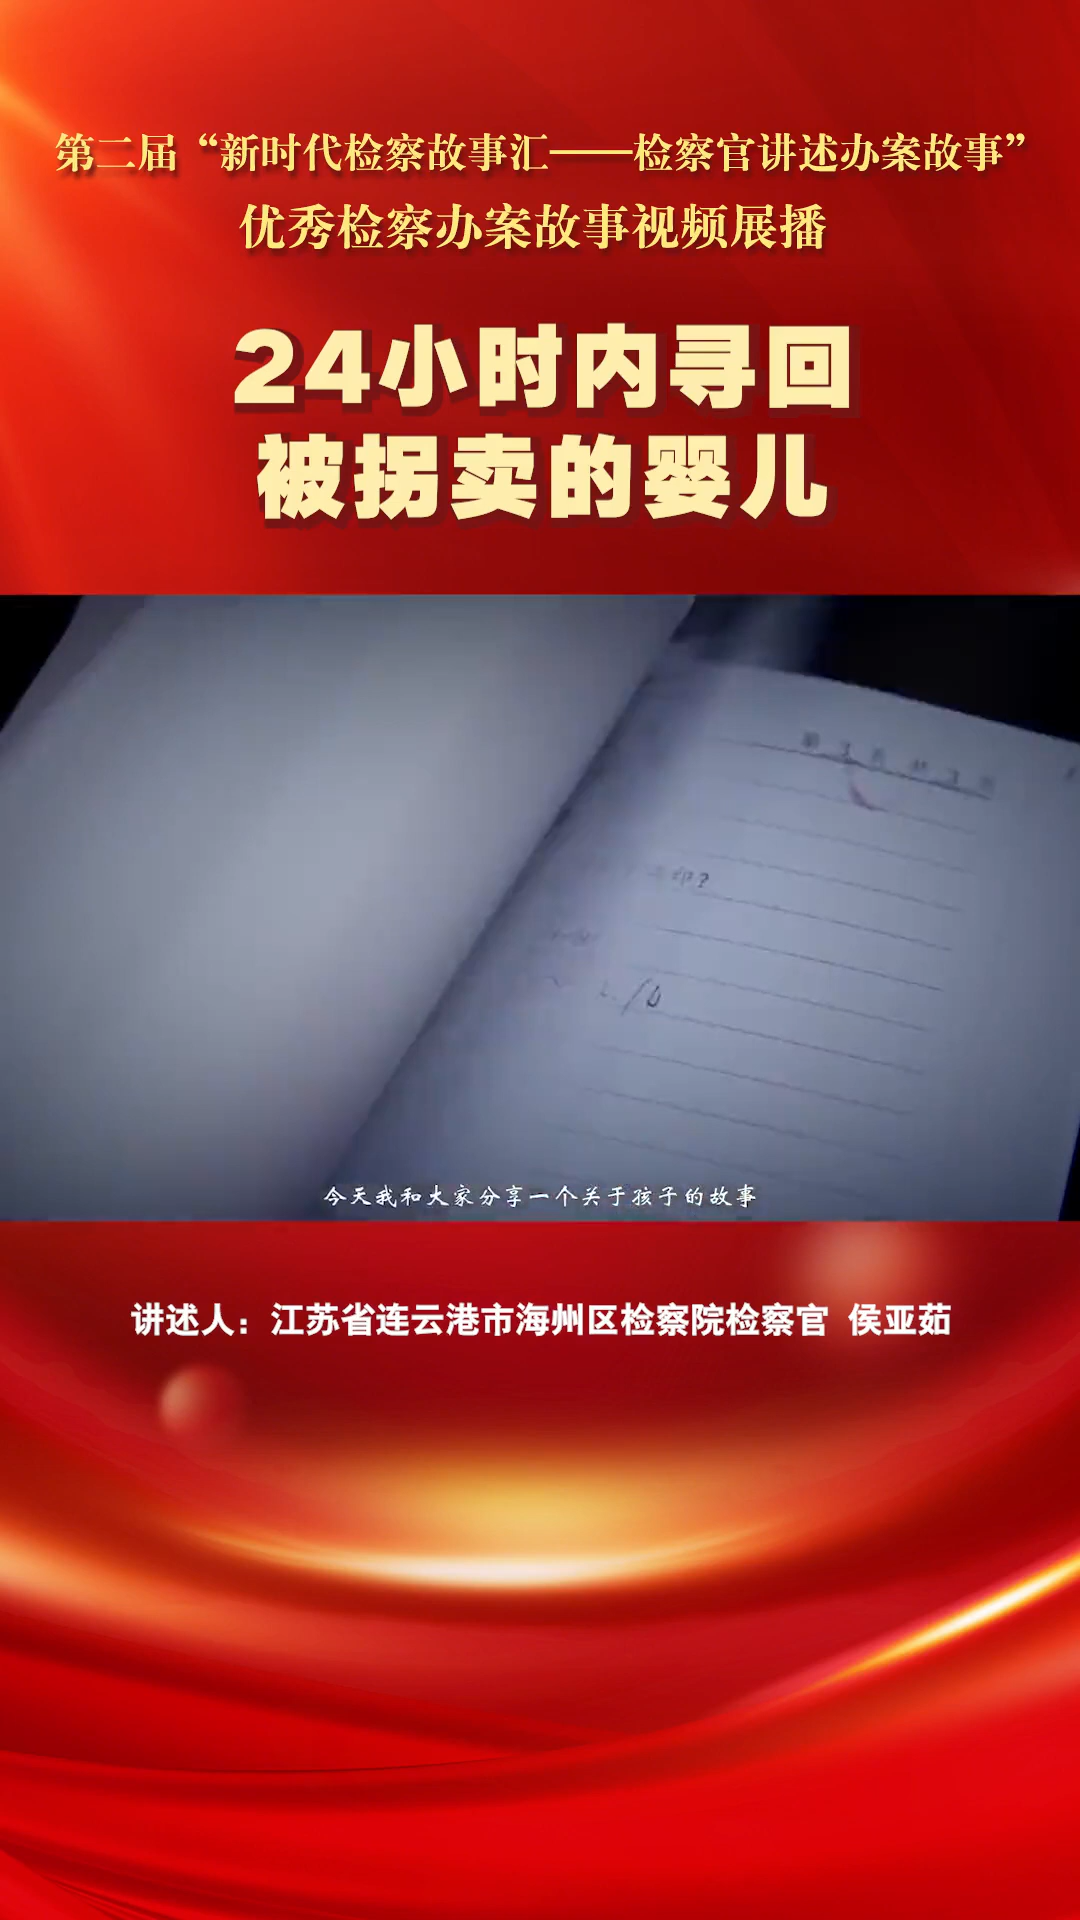 第二届“新时代检察故事汇——检察官讲述办案故事”
优秀检察办案故事视频展播
24小时内寻回
被拐卖的婴儿
今天我和大家分享一个关于孩子的故事
讲述人：江苏省连云港市海州区检察院检察官 侯亚茹